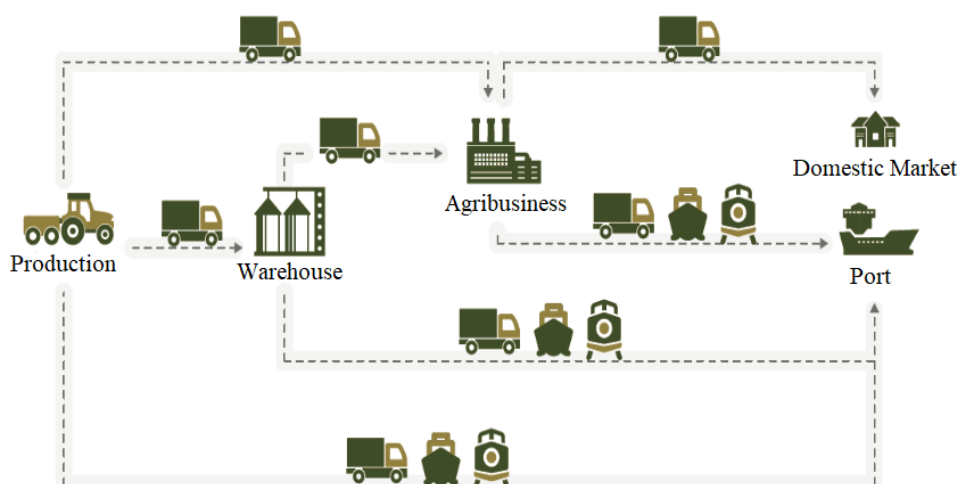 Domestic Market
Agribusiness
Production
Warehouse
Port